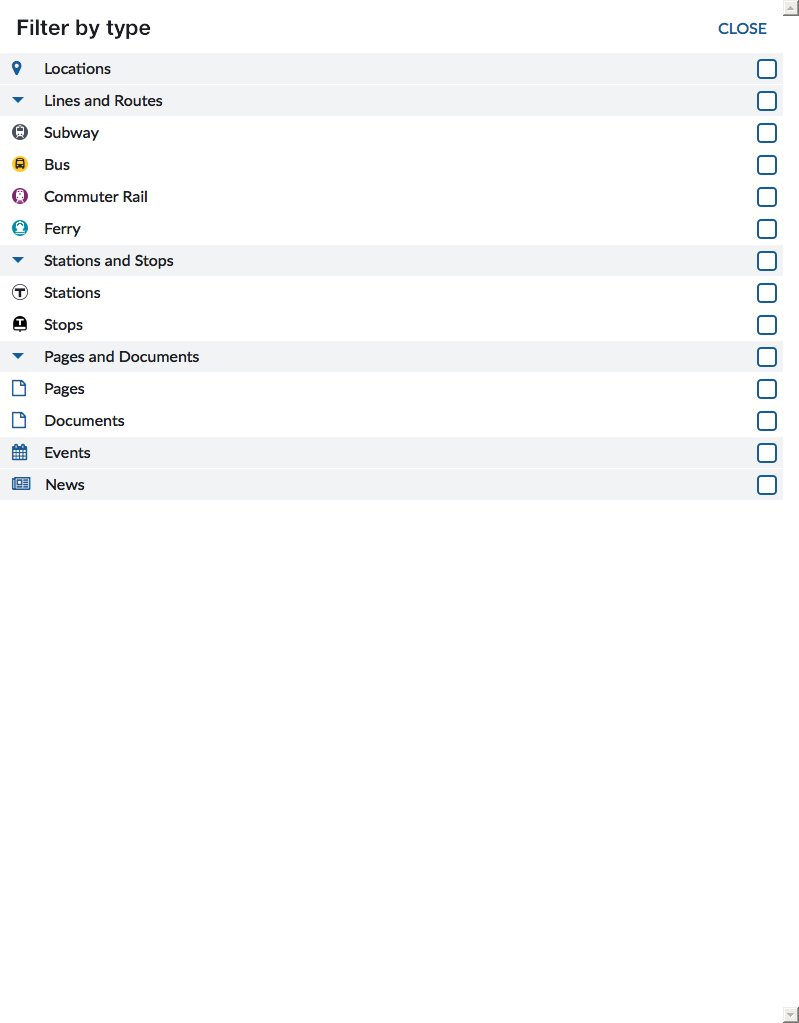 Filter by type
CLOSE
Locations
Lines and Routes
Subway
Bus
Commuter Rail
Ferry
Stations and Stops
Stations
Stops
Pages and Documents
Pages
Documents
Events
News